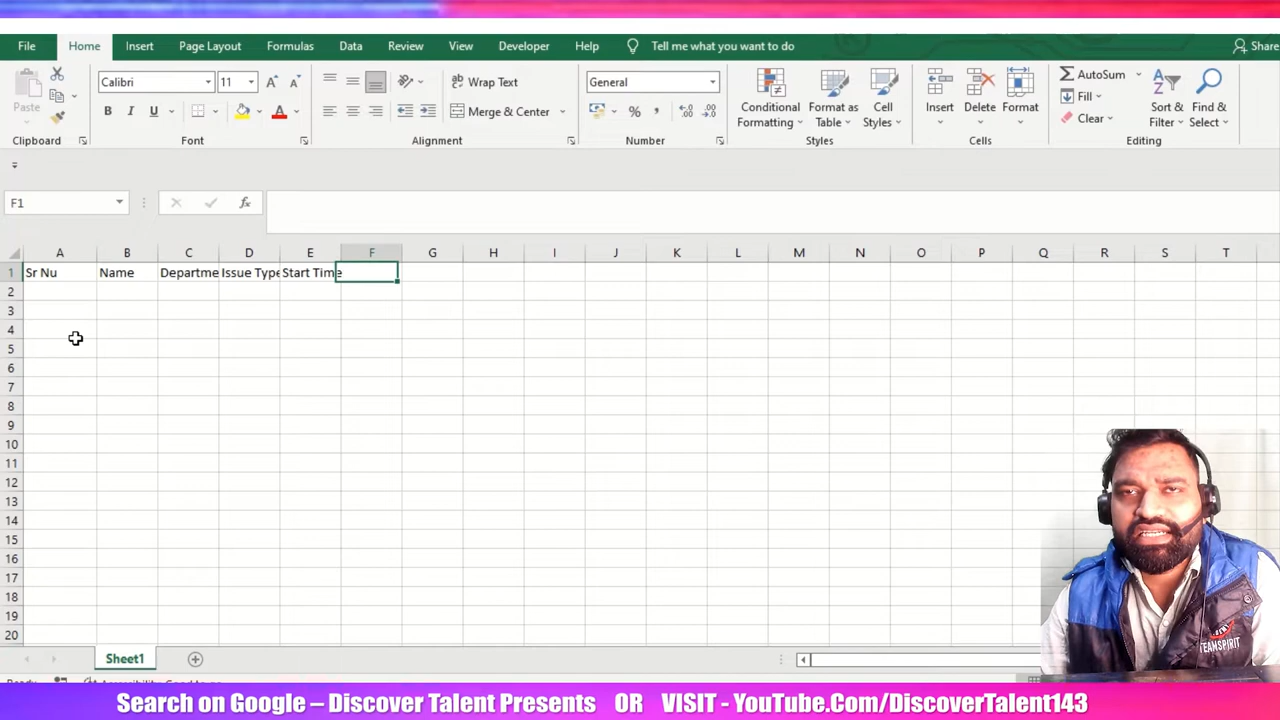 File Home Insert Page Layout Formulas Data Review View Developer Help Tell me what you want to do Share
Paste Calibri 11 Wrap Text General Conditional Formatting Format as Table Cell Styles Insert Delete Format AutoSum Sort & Filter Find & Select
B I U Merge & Center % Fill
Clear
Clipboard Font Alignment Number Styles Cells Editing
F1 fx
A B C D E F G H I J K L M N O P Q R S T
1 Sr Nu Name Departme Issue Type Start Time
2
3
4
5
6
7
8
9
10
11
12
13
14
15
16
17
18
19
20
TEAMSPIRIT
Sheet1
Search on Google – Discover Talent Presents OR VISIT - YouTube.Com/DiscoverTalent143